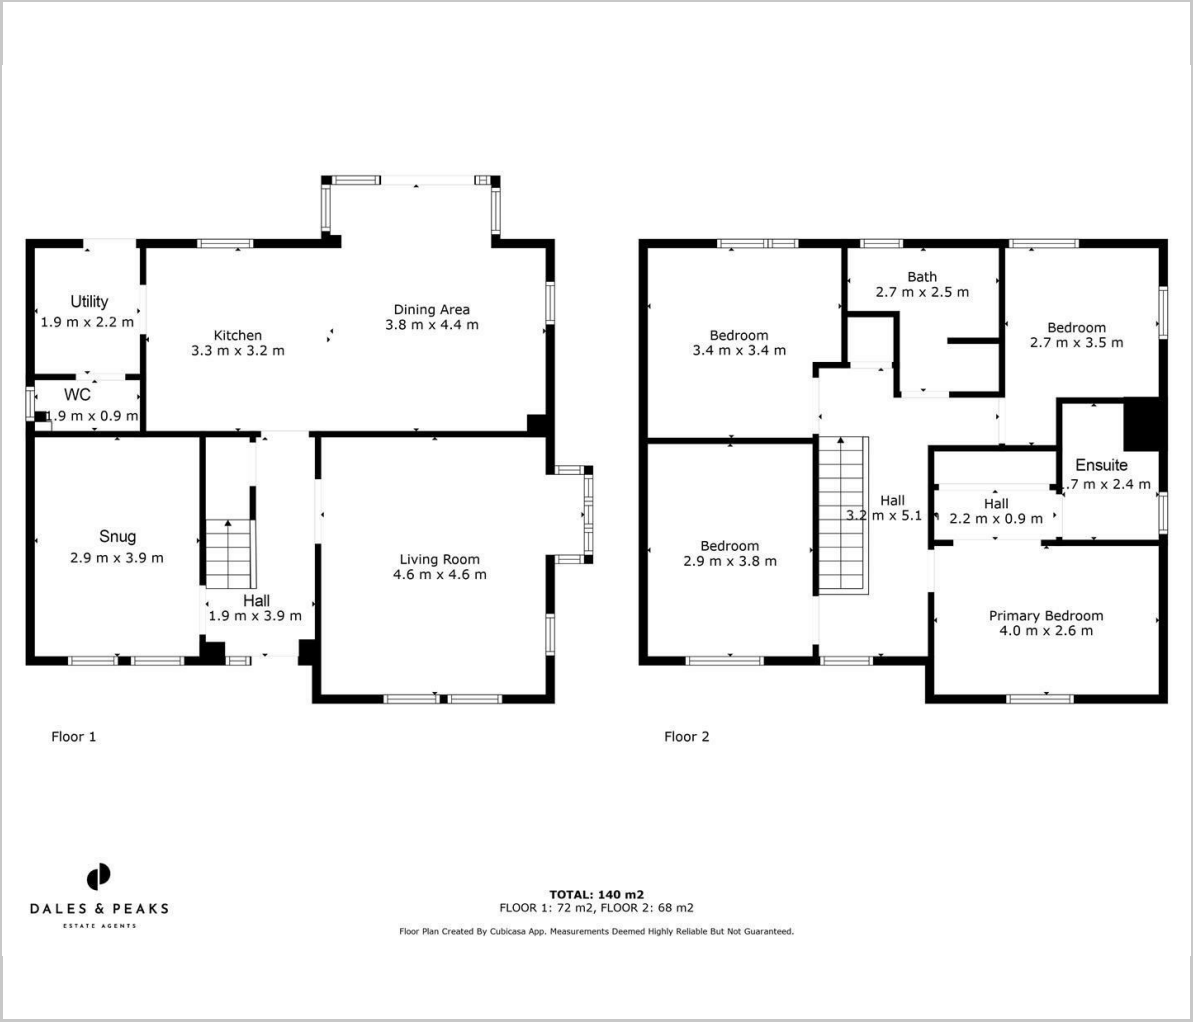 Utility
1.9 m x 2.2 m
WC
1.9 m x 0.9 m
Kitchen
3.3 m x 3.2 m
Dining Area
3.8 m x 4.4 m
Snug
2.9 m x 3.9 m
Hall
1.9 m x 3.9 m
Living Room
4.6 m x 4.6 m
Floor 1
Bedroom
3.4 m x 3.4 m
Bath
2.7 m x 2.5 m
Bedroom
2.7 m x 3.5 m
Ensuite
.7 m x 2.4 m
Hall
3.2 m x 5.1
Hall
2.2 m x 0.9 m
Bedroom
2.9 m x 3.8 m
Primary Bedroom
4.0 m x 2.6 m
Floor 2
DALES & PEAKS
ESTATE AGENTS
TOTAL: 140 m2
FLOOR 1: 72 m2, FLOOR 2: 68 m2
Floor Plan Created By Cubicasa App. Measurements Deemed Highly Reliable But Not Guaranteed.